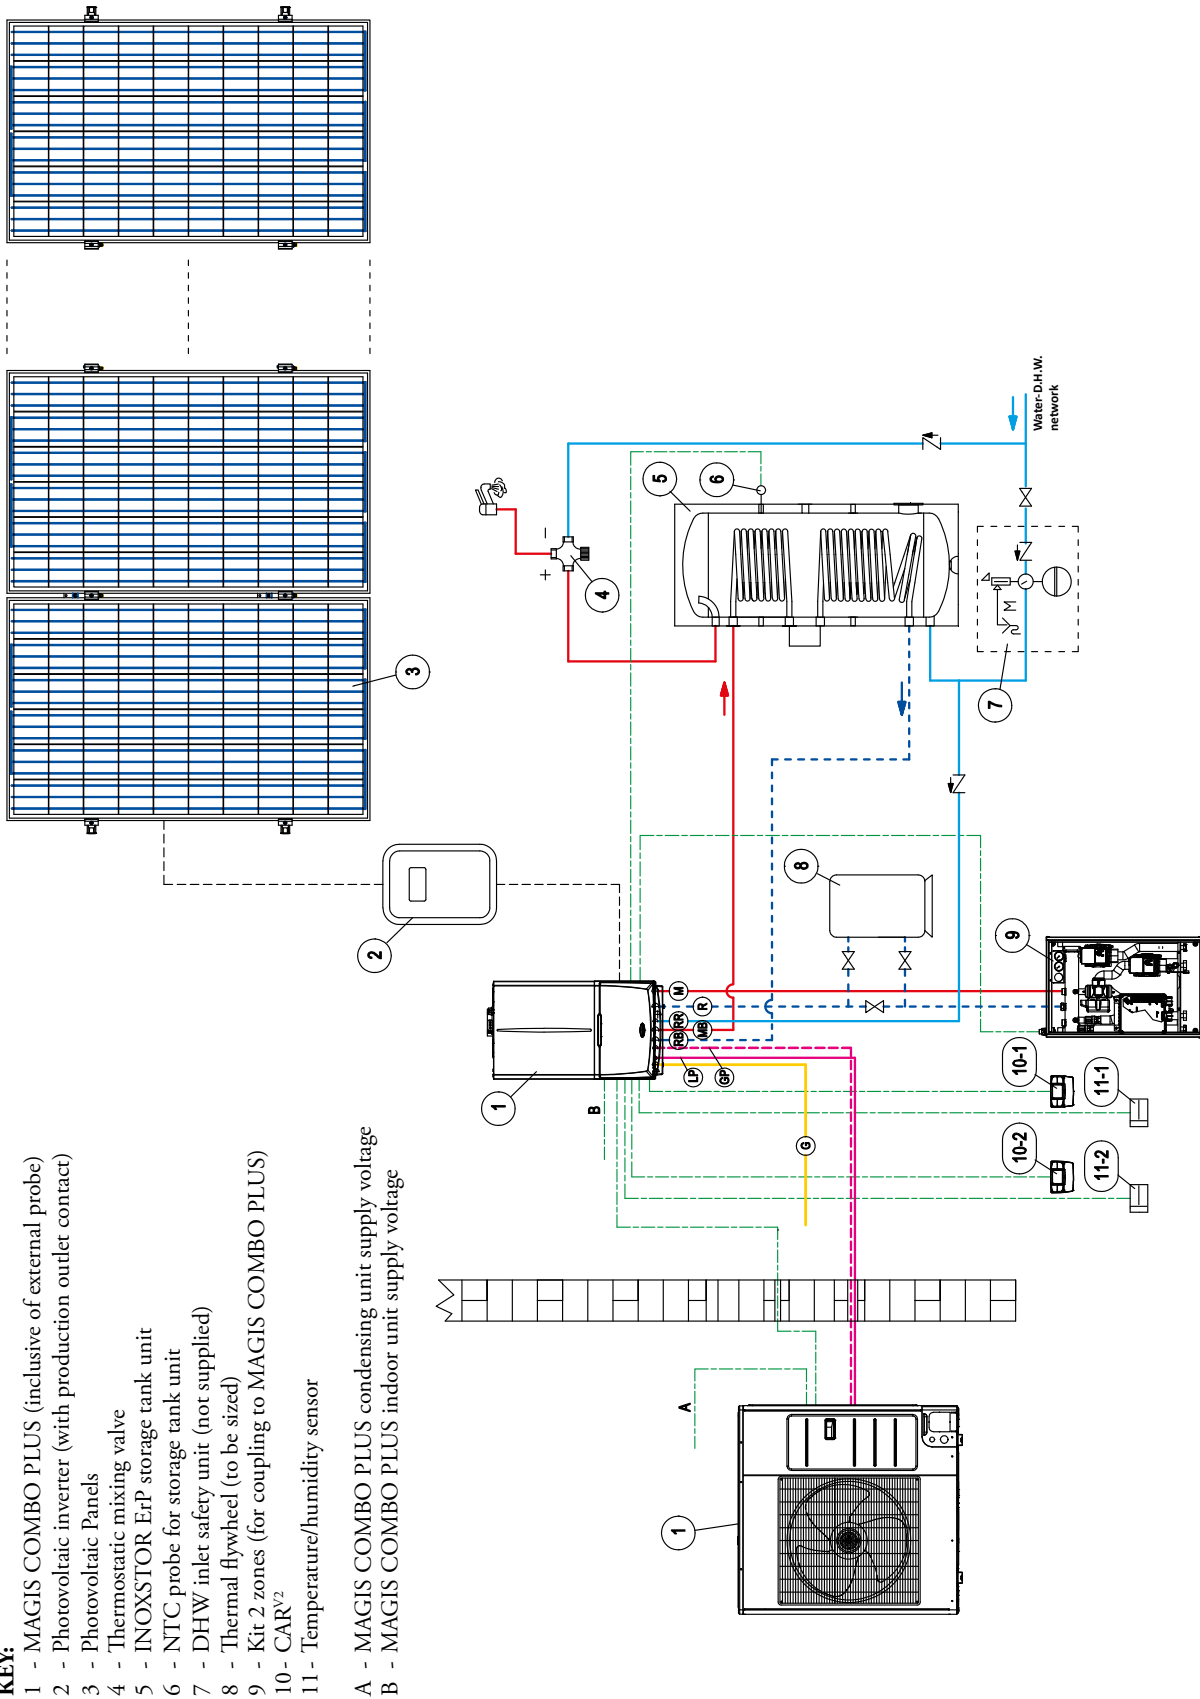 KEY:
1 - MAGIS COMBO PLUS (inclusive of external probe)
2 - Photovoltaic inverter (with production outlet contact)
3 - Photovoltaic Panels
4 - Thermostatic mixing valve
5 - INOXSTOR ErP storage tank unit
6 - NTC probe for storage tank unit
7 - DHW inlet safety unit (not supplied)
8 - Thermal flywheel (to be sized)
9 - Kit 2 zones (for coupling to MAGIS COMBO PLUS)
10 - CARV2
11 - Temperature/humidity sensor
A - MAGIS COMBO PLUS condensing unit supply voltage
B - MAGIS COMBO PLUS indoor unit supply voltage
1
A
1
B
2
3
LP
GP
RB
MB
RR
R
M
G
4
+
−
5
6
7
M
8
9
10-1
11-1
10-2
11-2
Water-D.H.W.
network